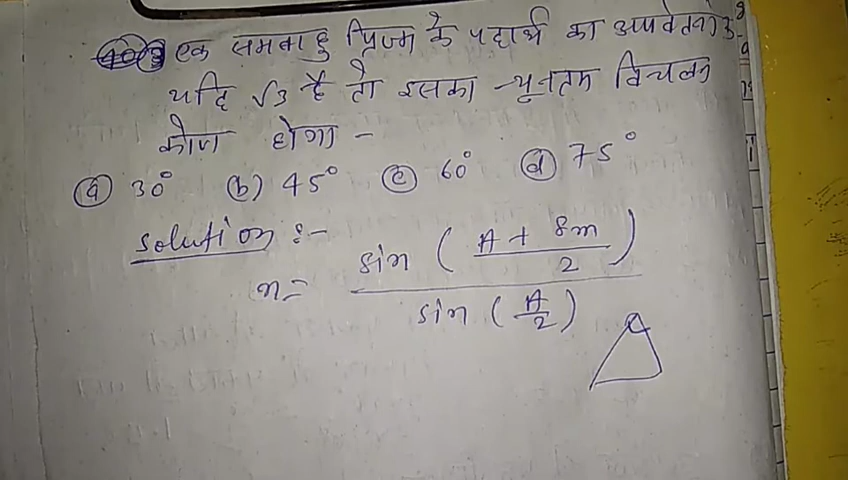 एक समबाहु प्रिज्म के पदार्थ का अपवर्तनांक
यदि √3 है तो इसका न्यूनतम विचलन
कोण होगा -
(a) 30° (b) 45° (c) 60° (d) 75°
Solution :-
n = sin ( A + δm / 2 ) / sin ( A / 2 )